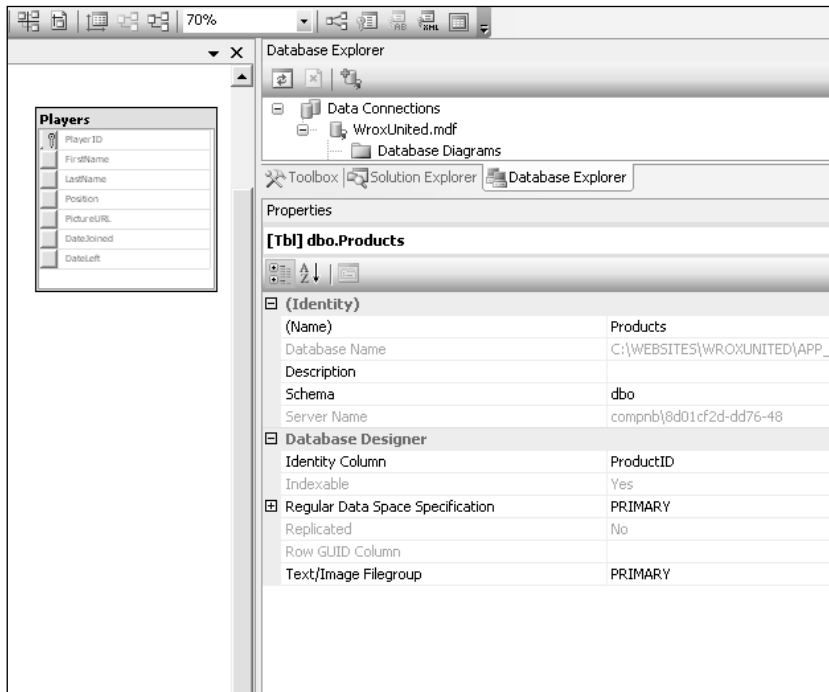 70%
AB
XML
Players
PlayerID
FirstName
LastName
Position
PictureURL
DateJoined
DateLeft
Database Explorer
Data Connections
WroxUnited.mdf
Database Diagrams
Toolbox Solution Explorer Database Explorer
Properties
[Tbl] dbo.Products
A
Z
(Identity)
(Name) Products
Database Name C:\WEBSITES\WROXUNITED\APP_
Description
Schema dbo
Server Name compnb\8d01cf2d-dd76-48
Database Designer
Identity Column ProductID
Indexable Yes
Regular Data Space Specification PRIMARY
Replicated No
Row GUID Column
Text/Image Filegroup PRIMARY